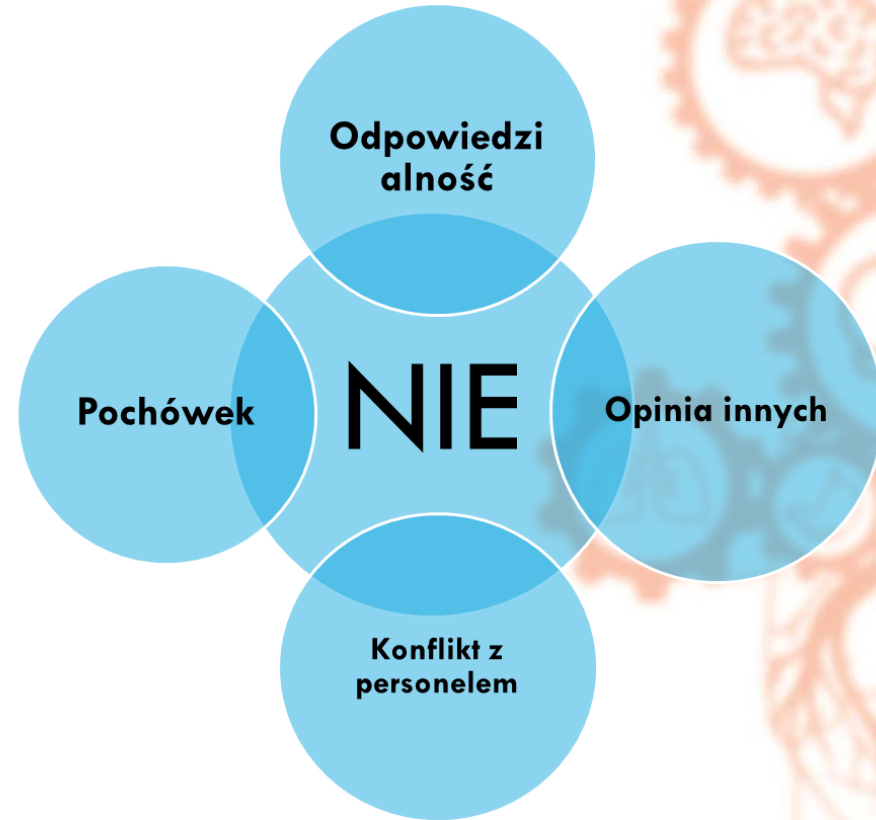 Odpowiedzi
alność
Pochówek
NIE
Opinia innych
Konflikt z
personelem